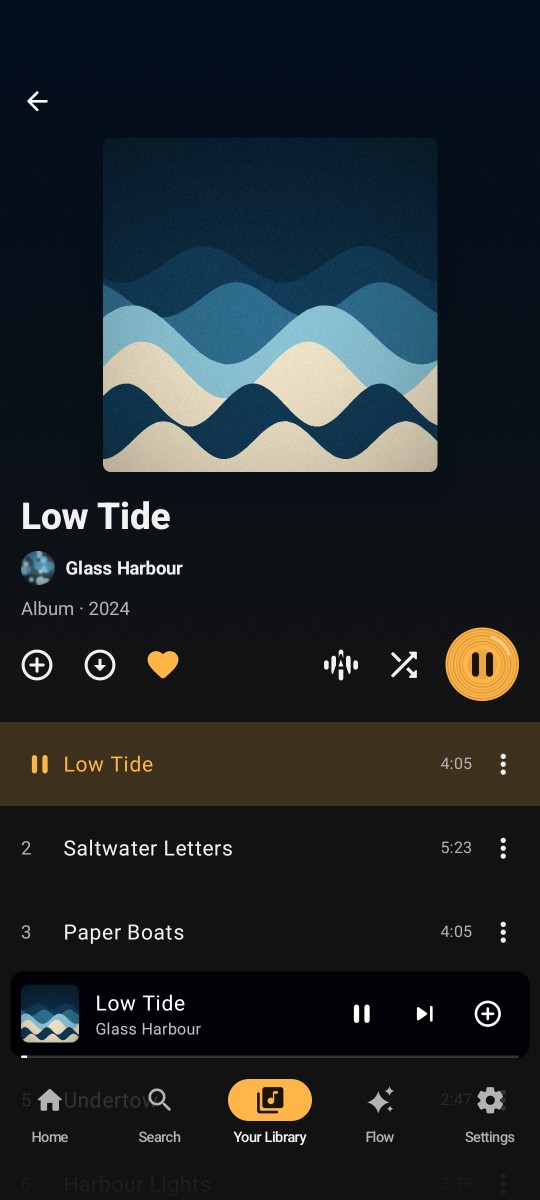 Low Tide
Glass Harbour
Album · 2024
Low Tide 4:05
2 Saltwater Letters 5:23
3 Paper Boats 4:05
Low Tide
Glass Harbour
5 Undertow 2:47
Home Search Your Library Flow Settings
6 Harbour Lights 3:38